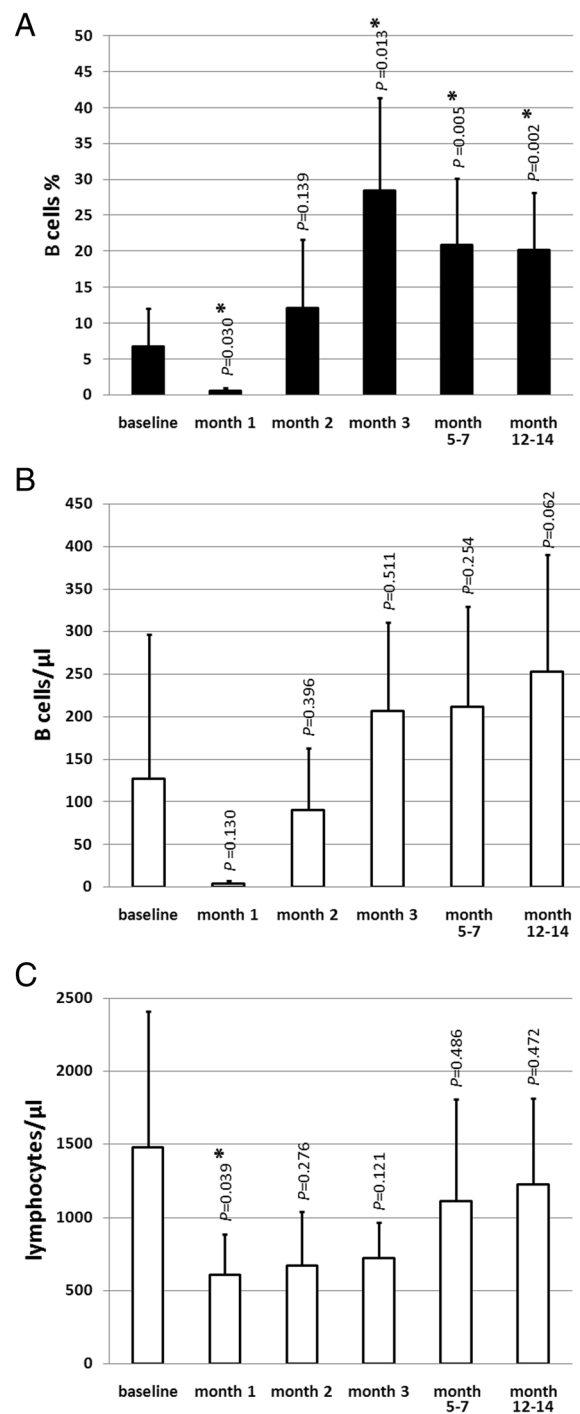 A
50
45
40
35
30
25
20
15
10
5
0
B cells %
*
P=0.030
P=0.139
*
P=0.013
*
P=0.005
*
P=0.002
baseline
month 1
month 2
month 3
month
5-7
month
12-14
B
450
400
350
300
250
200
150
100
50
0
B cells/µl
P=0.130
P=0.396
P=0.511
P=0.254
P=0.062
baseline
month 1
month 2
month 3
month
5-7
month
12-14
C
2500
2000
1500
1000
500
0
lymphocytes/µl
*
P=0.039
P=0.276
P=0.121
P=0.486
P=0.472
baseline
month 1
month 2
month 3
month
5-7
month
12-14